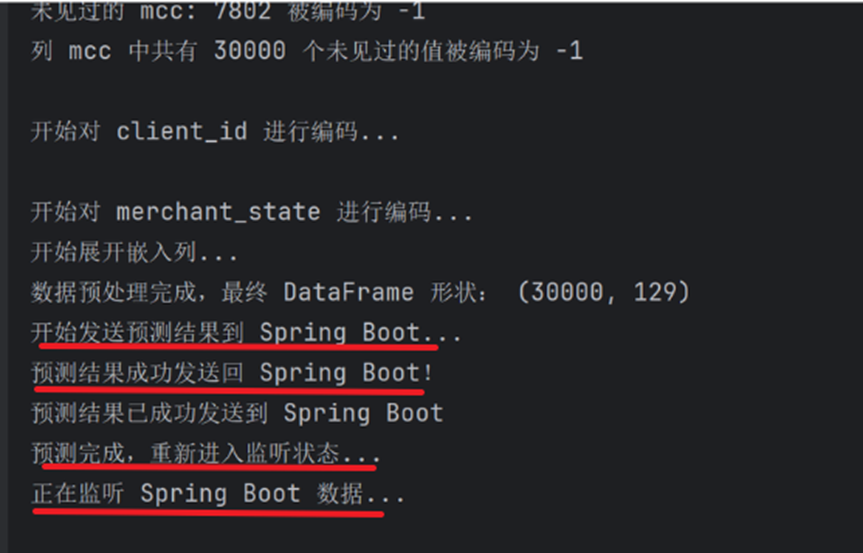 未见过的 mcc: 7802 被编码为 -1
列 mcc 中共有 30000 个未见过的值被编码为 -1
开始对 client_id 进行编码...
开始对 merchant_state 进行编码...
开始展开嵌入列...
数据预处理完成，最终 DataFrame 形状： (30000, 129)
开始发送预测结果到 Spring Boot...
预测结果成功发送回 Spring Boot!
预测结果已成功发送到 Spring Boot
预测完成，重新进入监听状态...
正在监听 Spring Boot 数据...